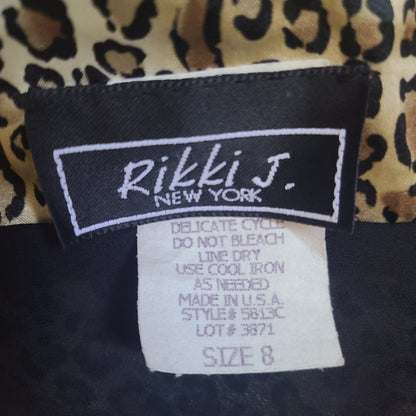 Rikki J.
NEW YORK
DELICATE CYCLE
DO NOT BLEACH
LINE DRY
USE COOL IRON
AS NEEDED
MADE IN U.S.A.
STYLE# 5613C
LOT# 3871
SIZE 8